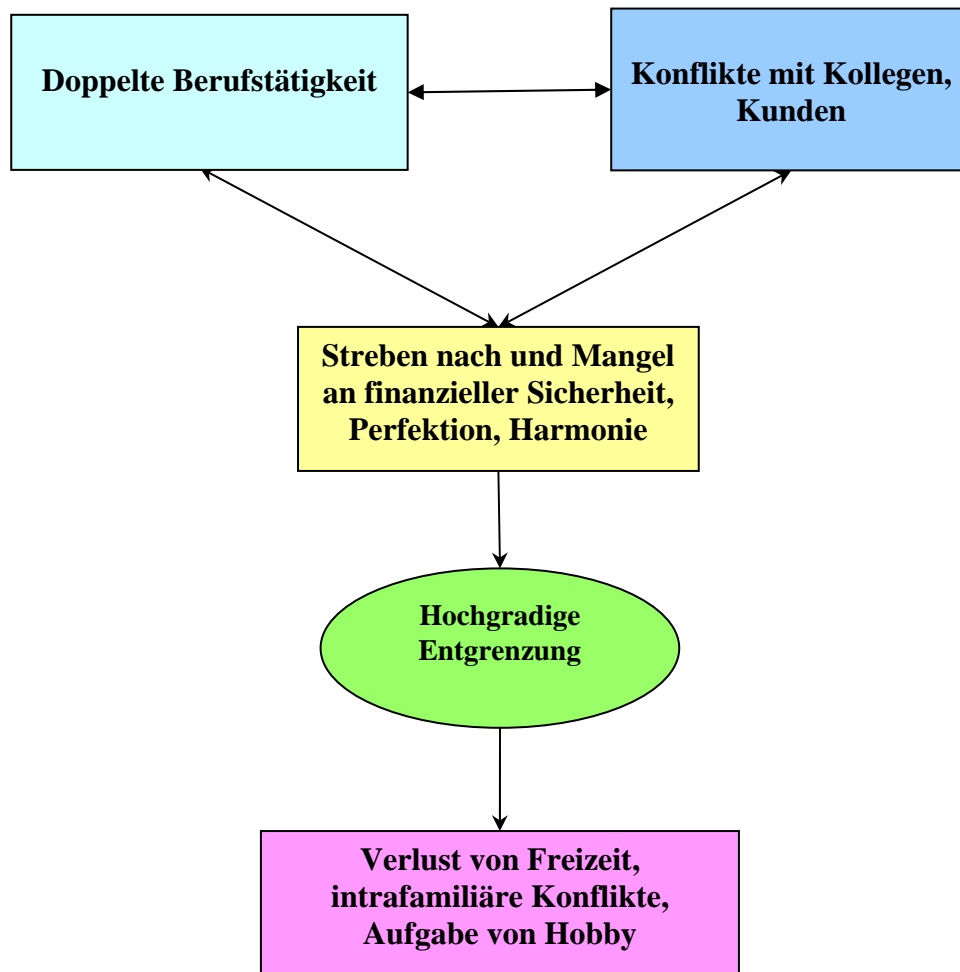 Doppelte Berufstätigkeit
Konflikte mit Kollegen,
Kunden
Streben nach und Mangel
an finanzieller Sicherheit,
Perfektion, Harmonie
Hochgradige
Entgrenzung
Verlust von Freizeit,
intrafamiliäre Konflikte,
Aufgabe von Hobby